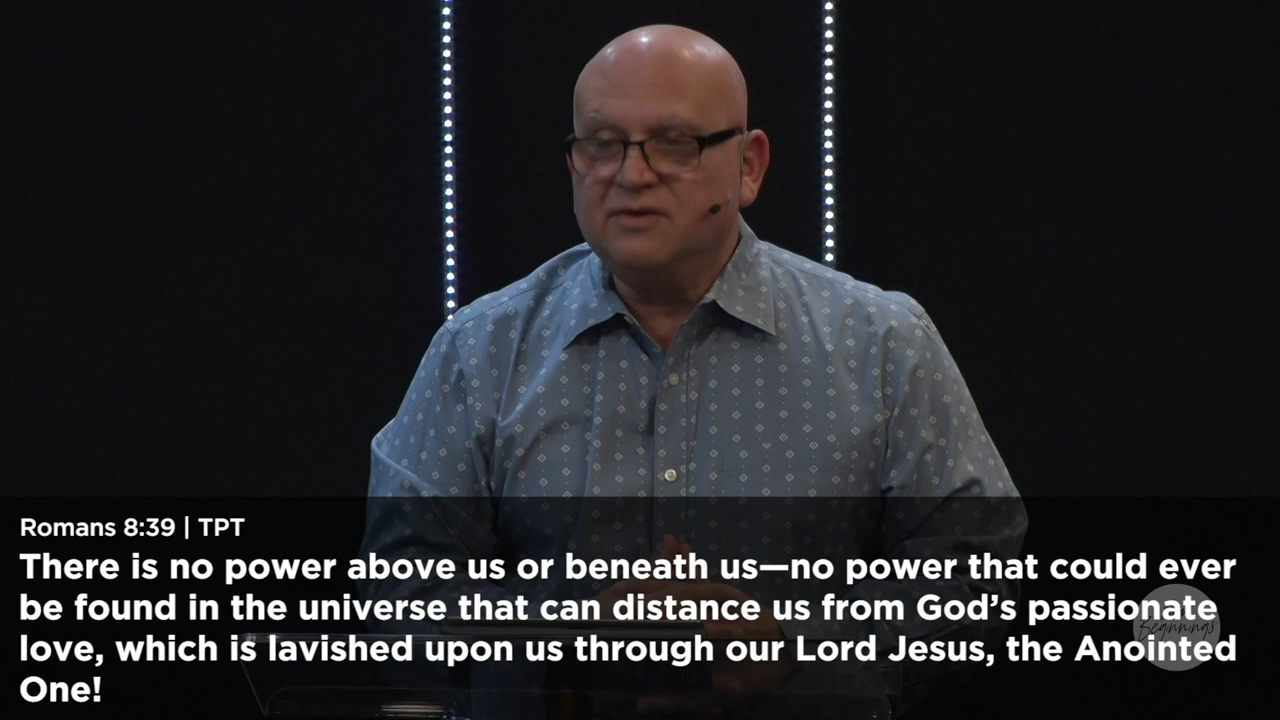 Romans 8:39 | TPT
There is no power above us or beneath us—no power that could ever
be found in the universe that can distance us from God’s passionate
love, which is lavished upon us through our Lord Jesus, the Anointed
One!
Beginnings